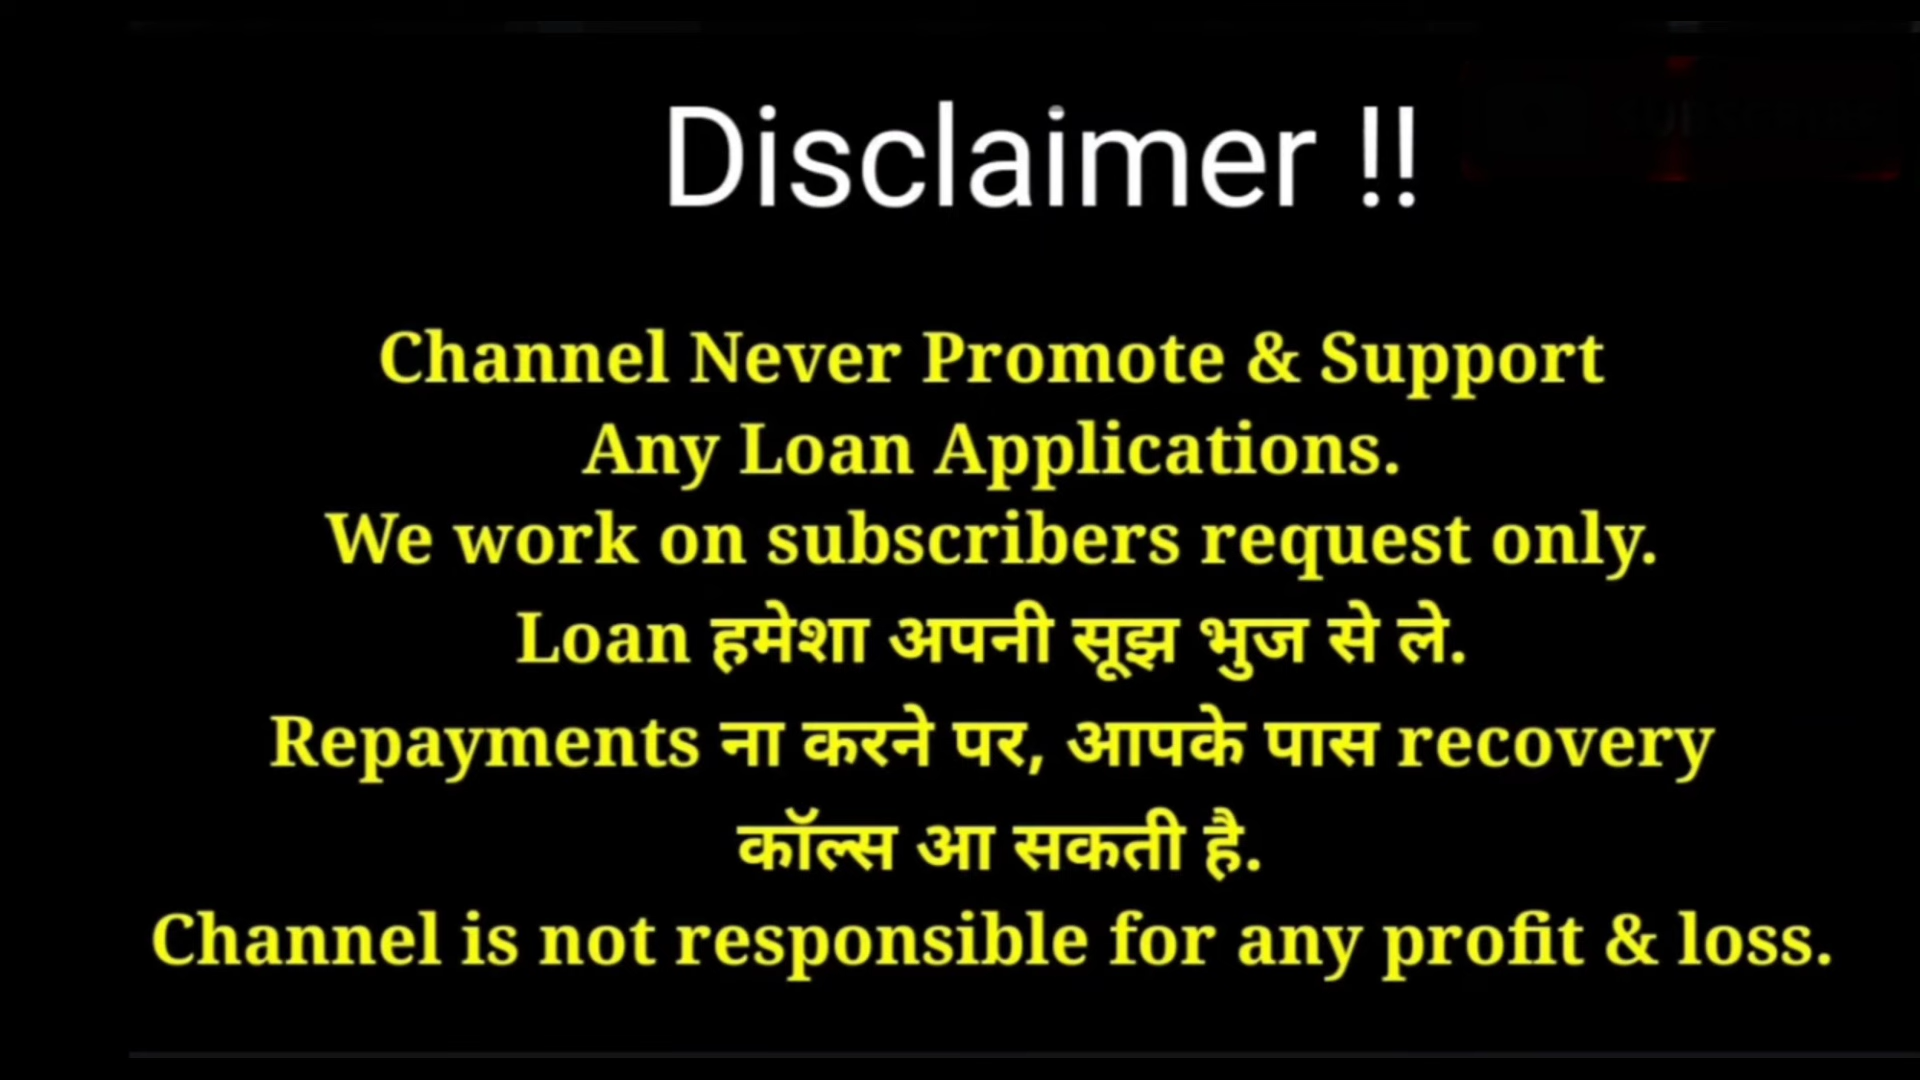 Disclaimer !!
Channel Never Promote & Support
Any Loan Applications.
We work on subscribers request only.
Loan हमेशा अपनी सूझ भुज से ले.
Repayments ना करने पर, आपके पास recovery
कॉल्स आ सकती है.
Channel is not responsible for any profit & loss.